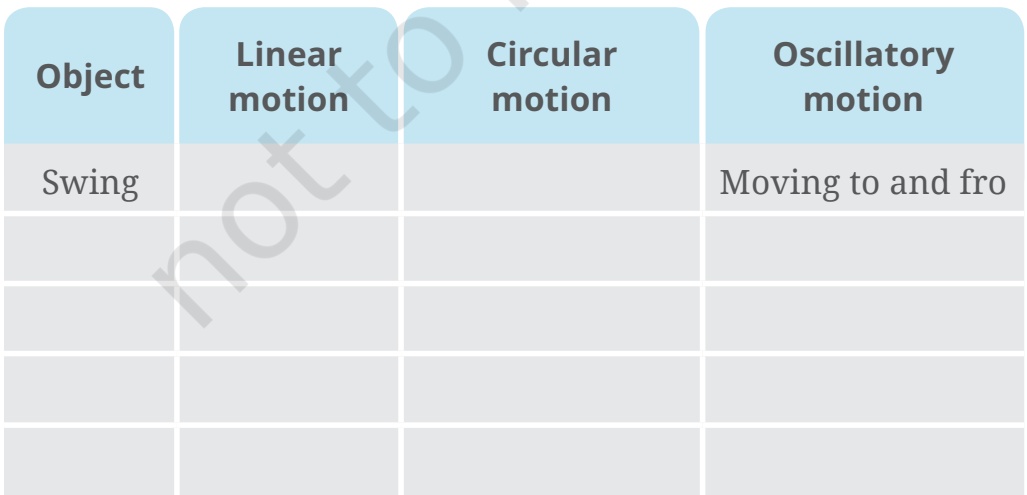 Object
Linear
motion
Circular
motion
Oscillatory
motion
Swing
Moving to and fro
not to